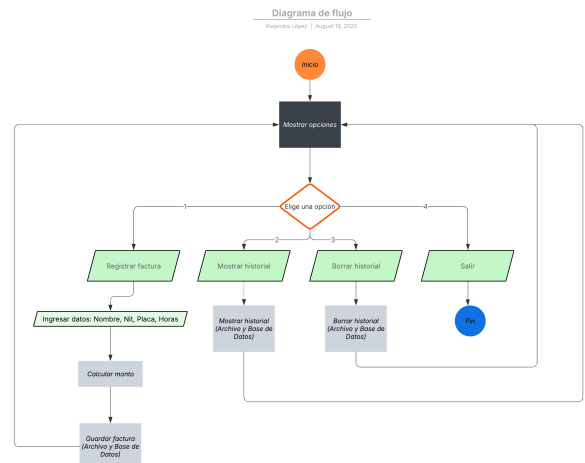 Diagrama de flujo
Alejandra López | August 19, 2025
Inicio
Mostrar opciones
Elige una opción
1
2
3
4
Registrar factura
Mostrar historial
Borrar historial
Salir
Ingresar datos: Nombre, Nit, Placa, Horas
Mostrar historial
(Archivo y Base de
Datos)
Borrar historial
(Archivo y Base de
Datos)
Fin
Calcular monto
Guardar factura
(Archivo y Base de
Datos)